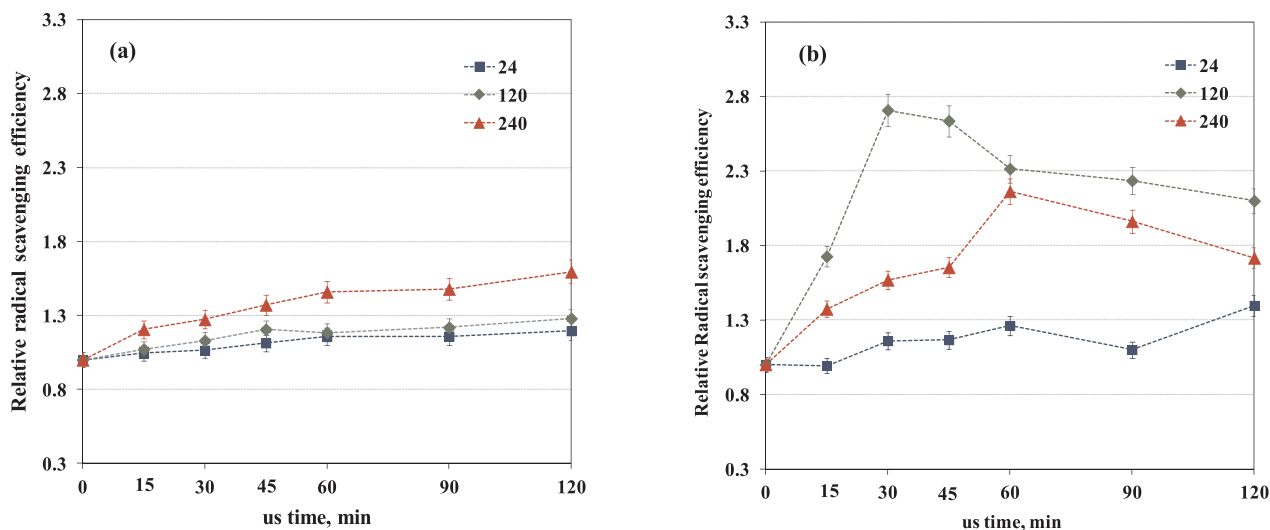 (a)
Relative radical scavenging efficiency
3.3
2.8
2.3
1.8
1.3
0.8
0.3
24
120
240
0 15 30 45 60 90 120
us time, min
(b)
Relative Radical scavenging efficiency
3.3
2.8
2.3
1.8
1.3
0.8
0.3
24
120
240
0 15 30 45 60 90 120
us time, min